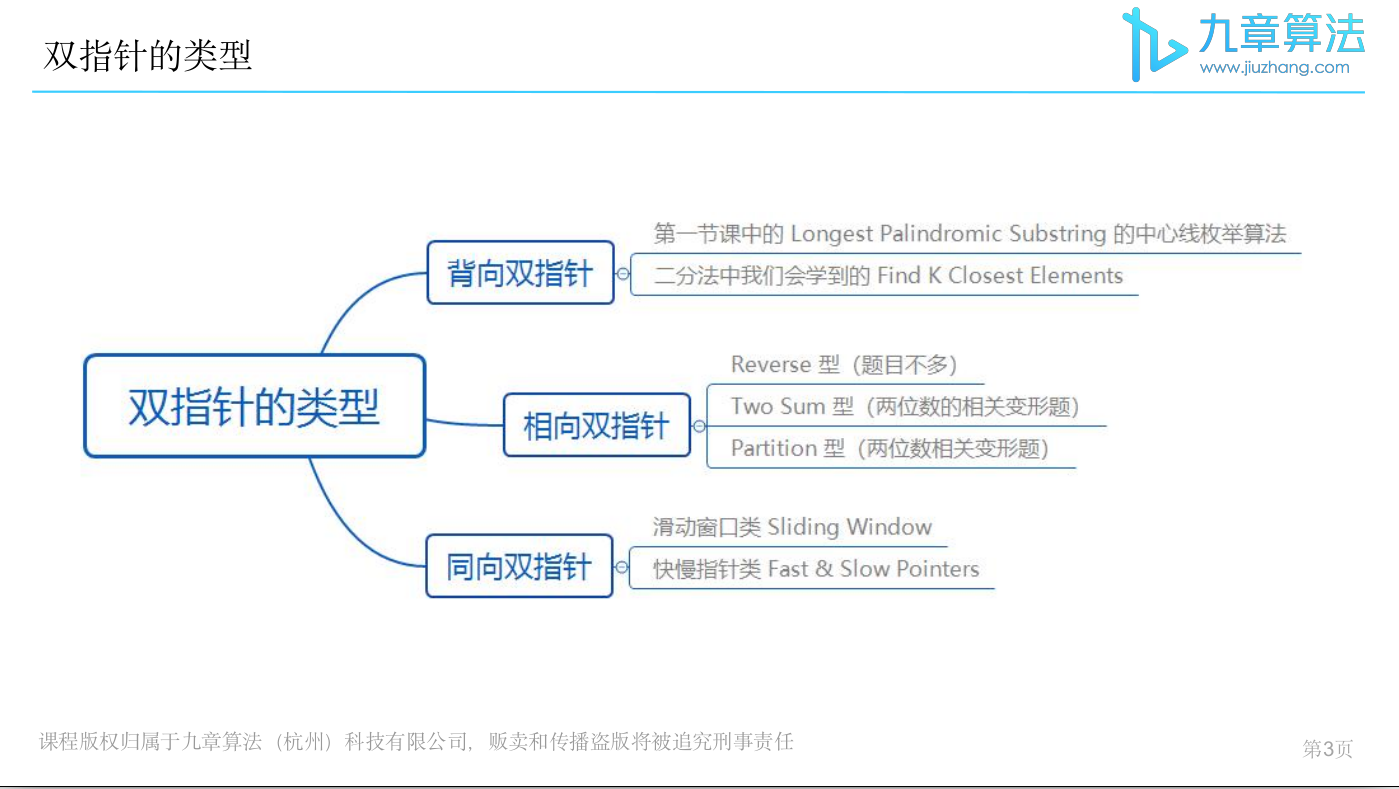 双指针的类型
九章算法
www.jiuzhang.com
第一节课中的 Longest Palindromic Substring 的中心线枚举算法
背向双指针
二分法中我们会学到的 Find K Closest Elements
双指针的类型
Reverse 型（题目不多）
相向双指针
Two Sum 型（两位数的相关变形题）
Partition 型（两位数相关变形题）
滑动窗口类 Sliding Window
同向双指针
快慢指针类 Fast & Slow Pointers
课程版权归属于九章算法（杭州）科技有限公司，贩卖和传播盗版将被追究刑事责任
第3页